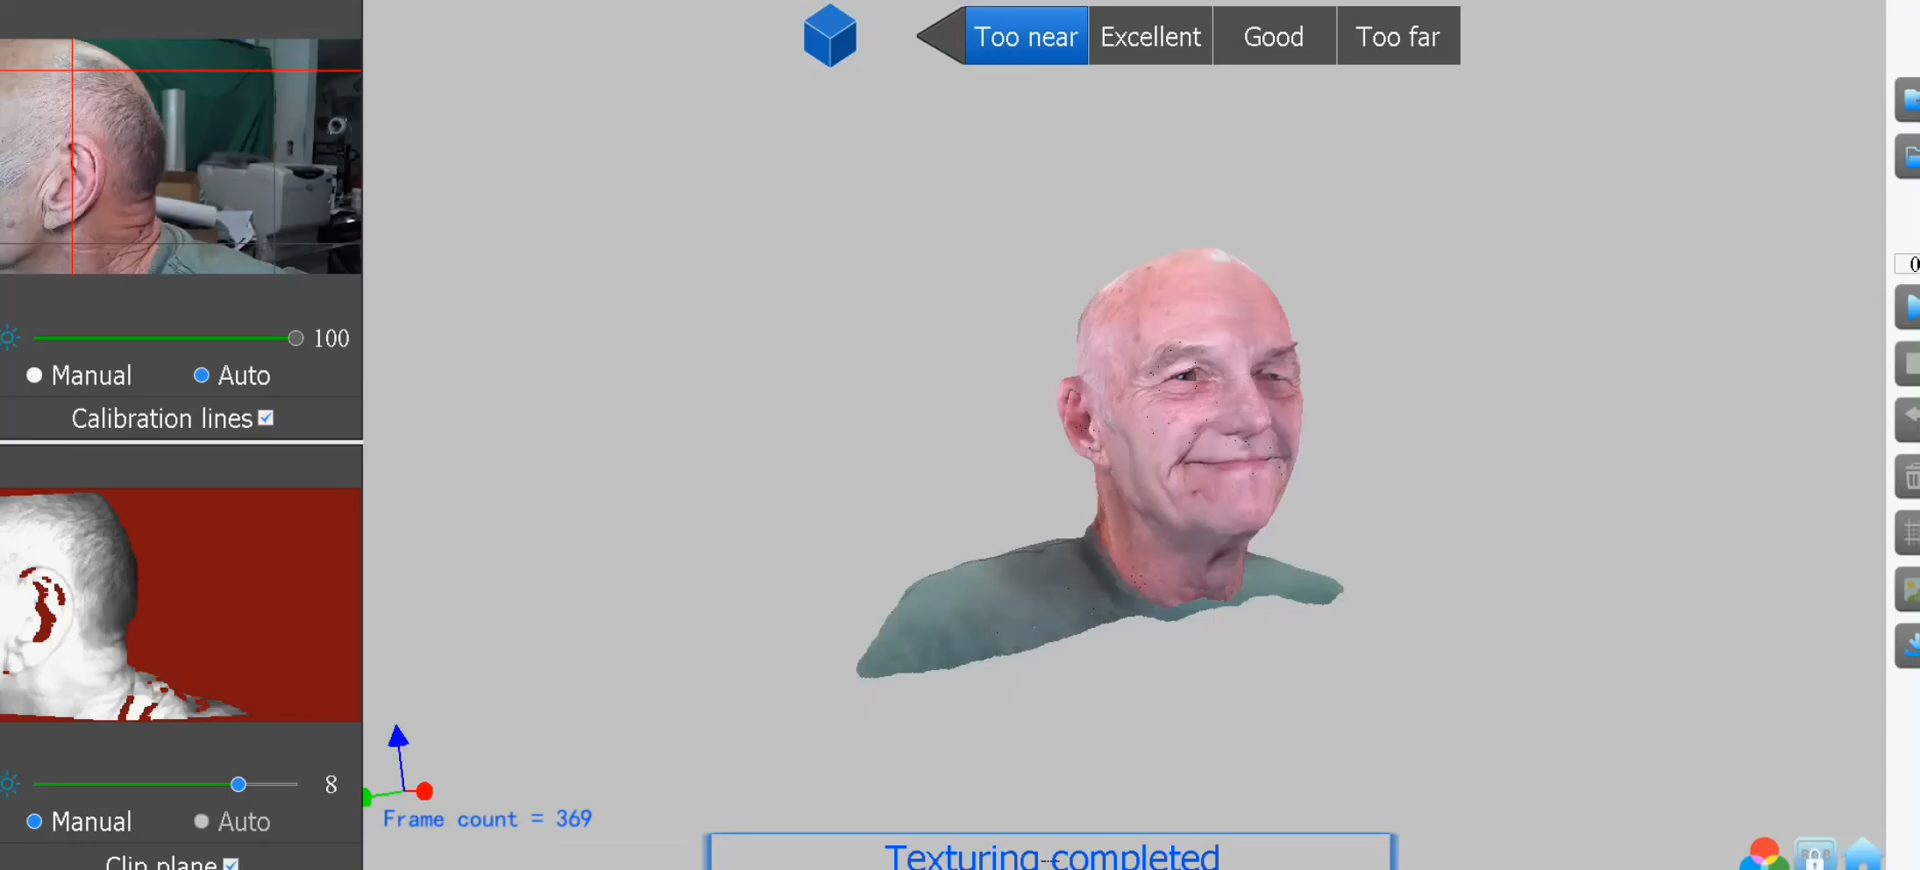 Too near Excellent Good Too far
100
Manual Auto
Calibration lines
8
Manual Auto
Clip plane
Frame count = 369
Texturing completed